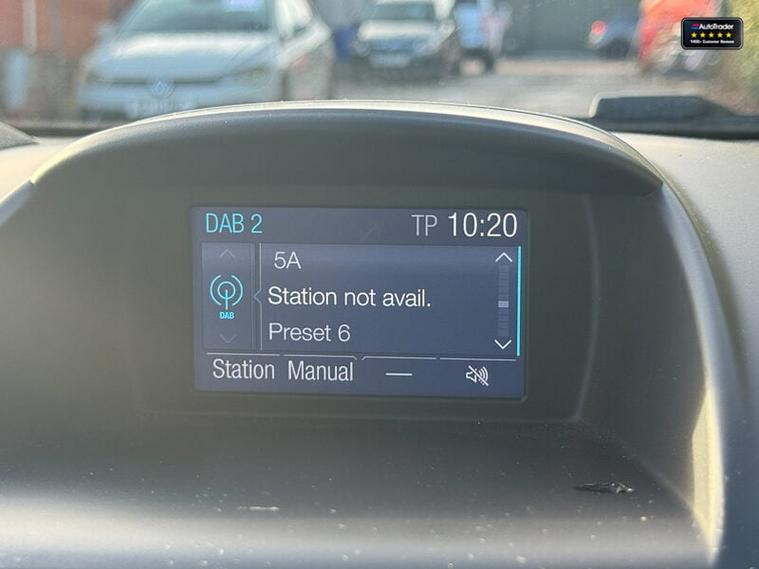 AutoTrader
DAB 2 TP 10:20
5A
Station not avail.
DAB
Preset 6
Station Manual —